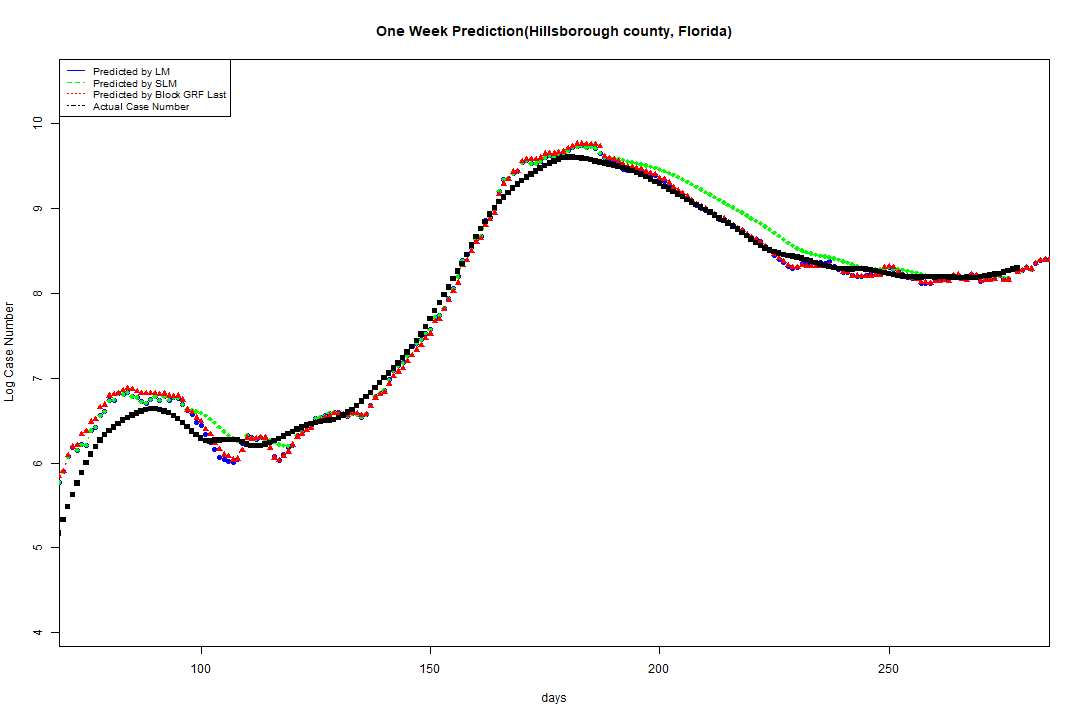 One Week Prediction(Hillsborough county, Florida)
Predicted by LM
Predicted by SLM
Predicted by Block GRF Last
Actual Case Number
10
9
8
7
6
5
4
Log Case Number
100 150 200 250
days